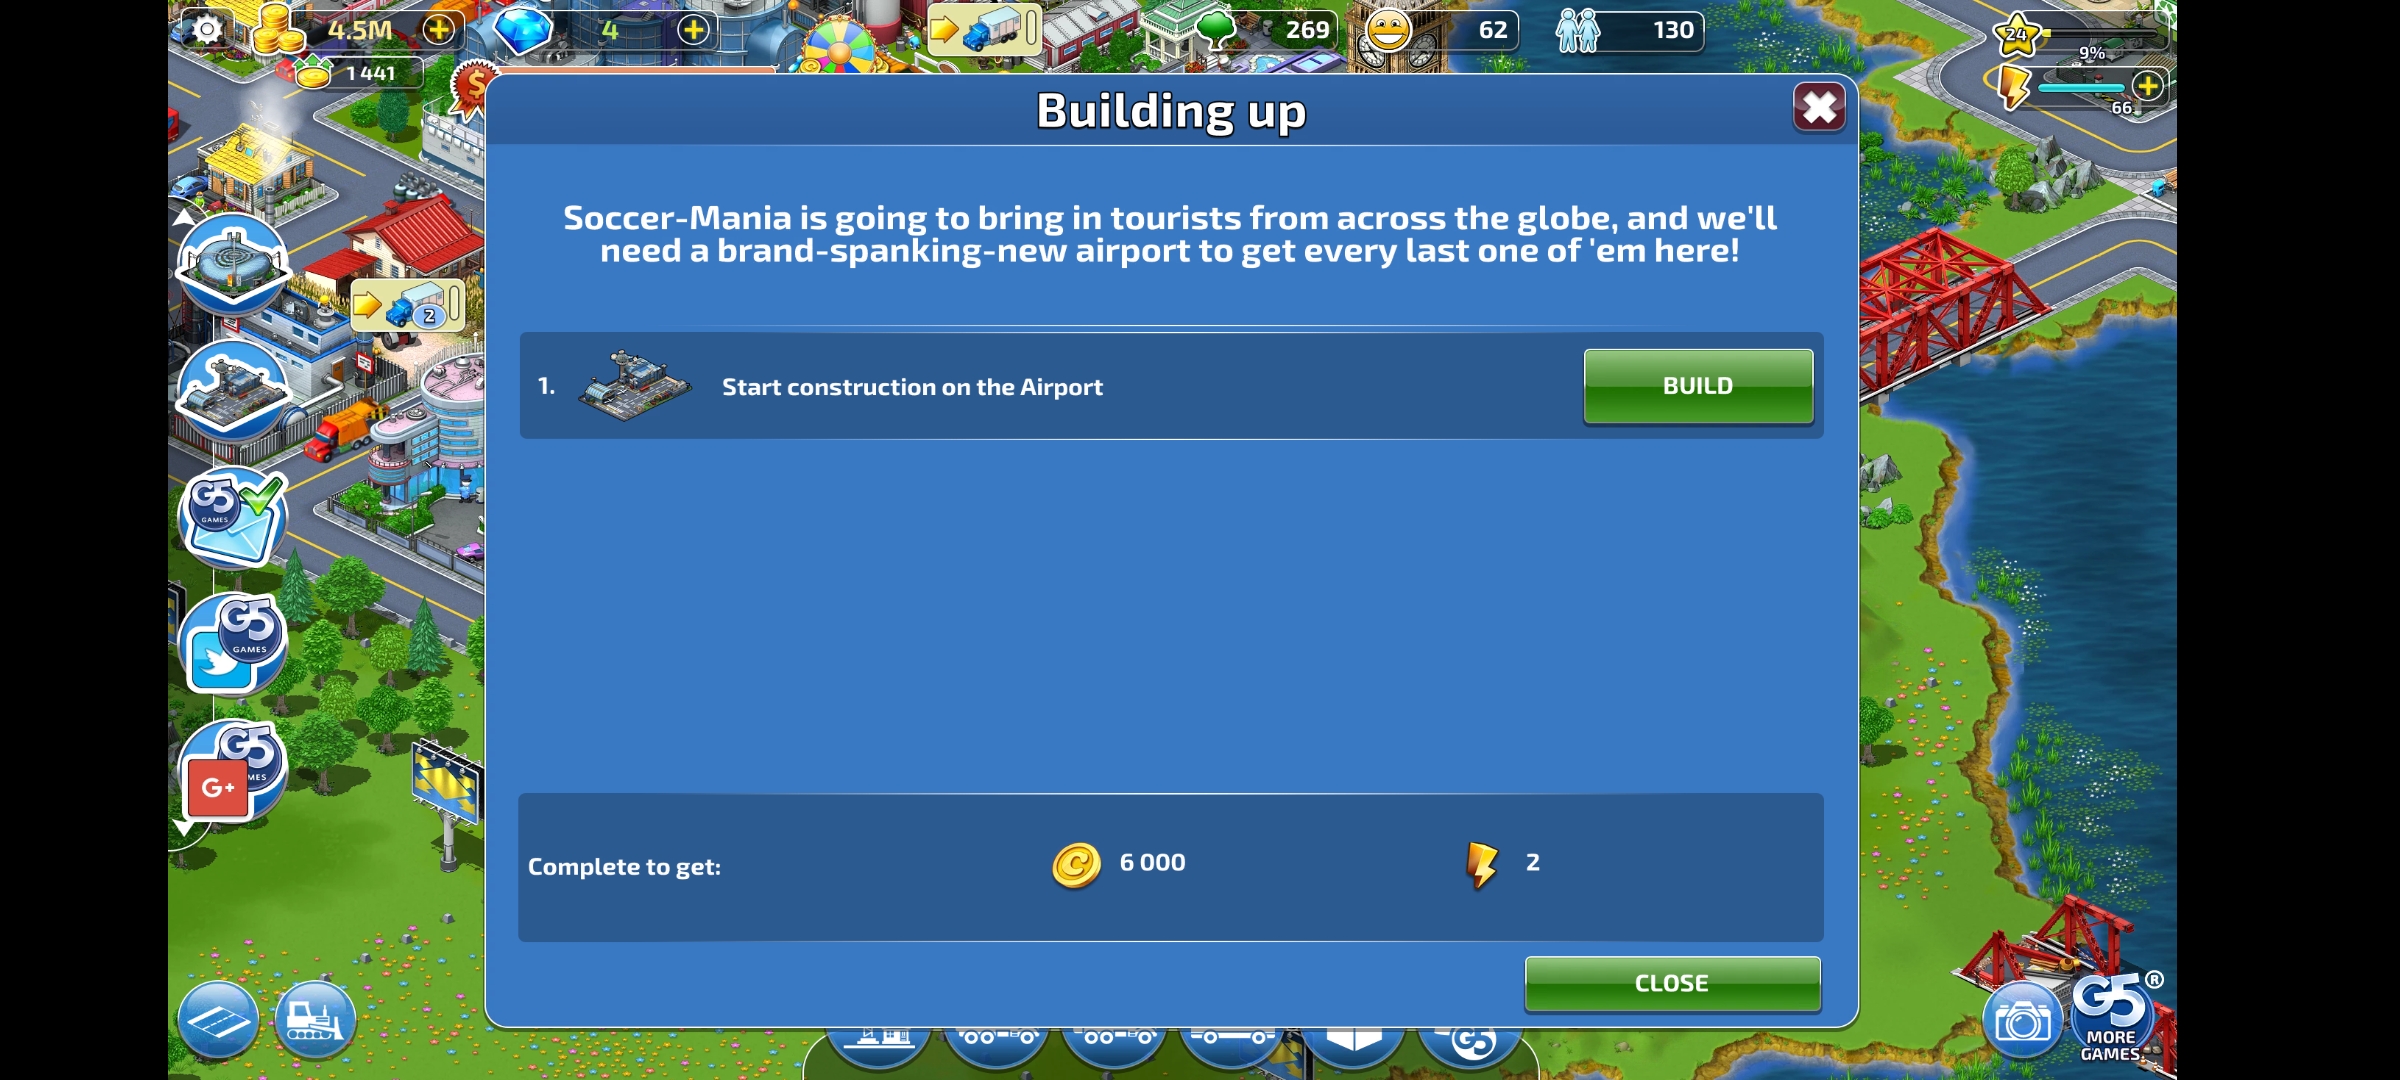 4.5M
4
269
62
130
24
9%
1 441
66
Building up
Soccer-Mania is going to bring in tourists from across the globe, and we'll
need a brand-spanking-new airport to get every last one of 'em here!
2
1.
Start construction on the Airport
BUILD
G5
GAMES
G5
GAMES
G5
MES
G+
Complete to get:
6 000
2
CLOSE
G5
G5 ®
MORE
GAMES